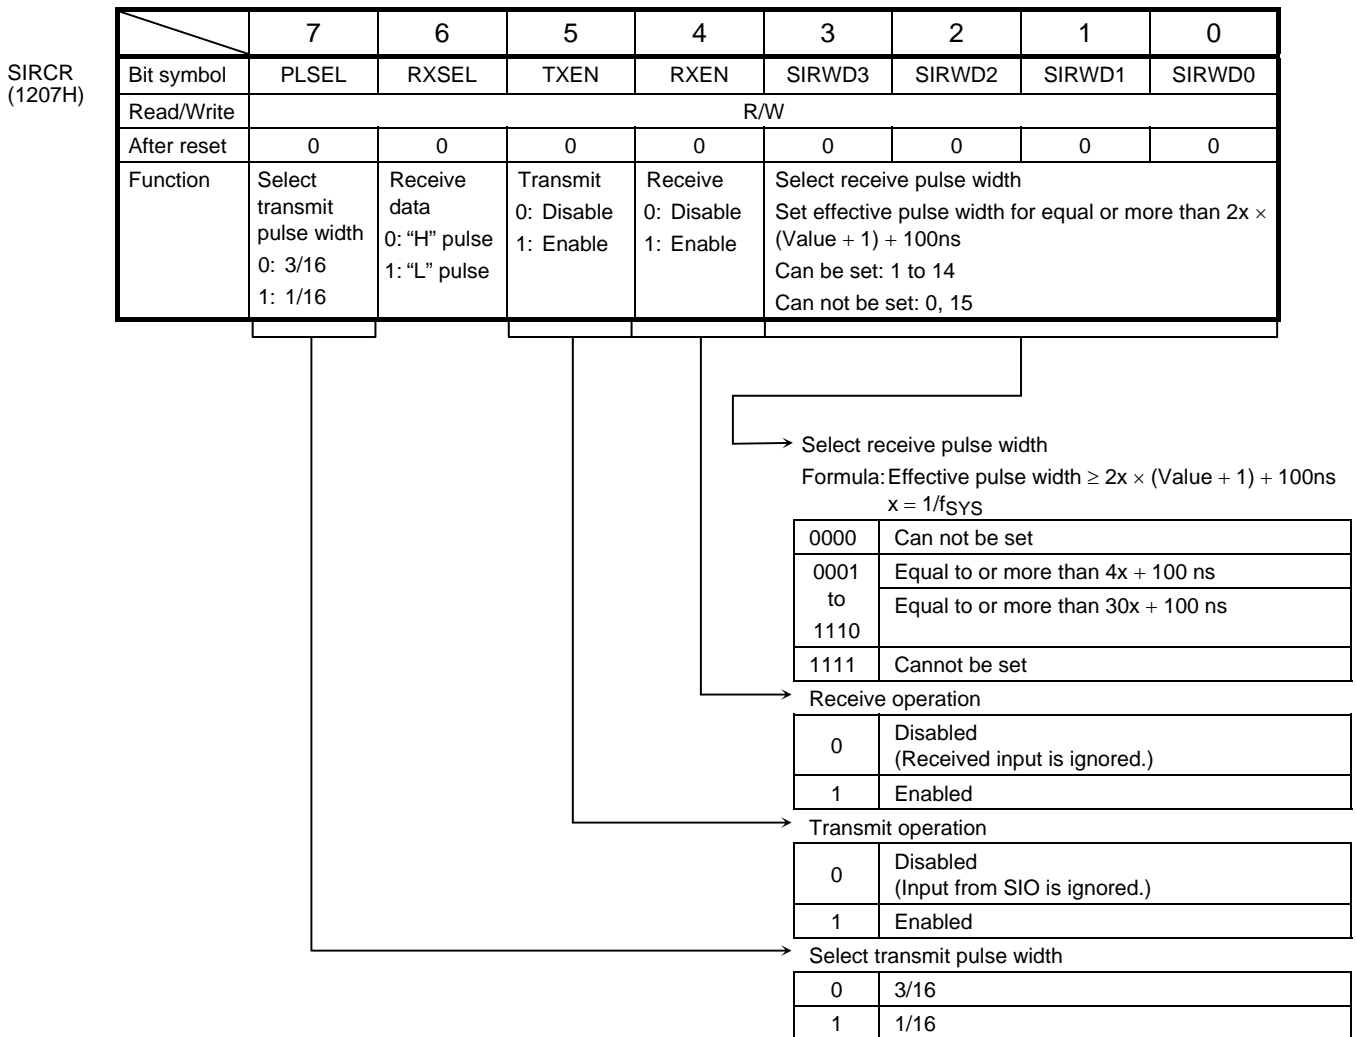 7 6 5 4 3 2 1 0
SIRCR
(1207H)
Bit symbol PLSEL RXSEL TXEN RXEN SIRWD3 SIRWD2 SIRWD1 SIRWD0
Read/Write R/W
After reset 0 0 0 0 0 0 0 0
Function
Select
transmit
pulse width
0: 3/16
1: 1/16
Receive
data
0: “H” pulse
1: “L” pulse
Transmit
0: Disable
1: Enable
Receive
0: Disable
1: Enable
Select receive pulse width
Set effective pulse width for equal or more than 2x ×
(Value + 1) + 100ns
Can be set: 1 to 14
Can not be set: 0, 15
Select receive pulse width
Formula: Effective pulse width ≥ 2x × (Value + 1) + 100ns
x = 1/fSYS
0000 Can not be set
0001 Equal to or more than 4x + 100 ns
to Equal to or more than 30x + 100 ns
1110
1111 Cannot be set
Receive operation
0 Disabled
(Received input is ignored.)
1 Enabled
Transmit operation
0 Disabled
(Input from SIO is ignored.)
1 Enabled
Select transmit pulse width
0 3/16
1 1/16